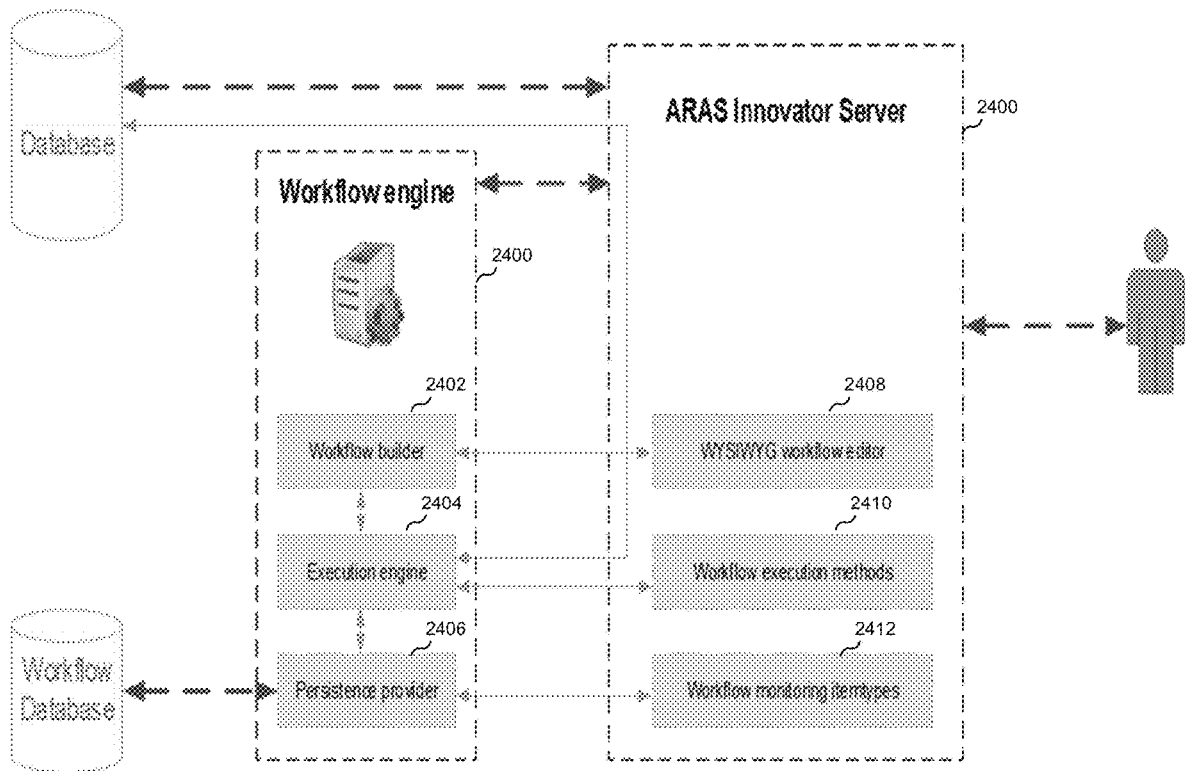 Database
ARAS Innovator Server
2400
Workflow engine
2400
2402
Workflow builder
2408
WYSIWYG workflow editor
2404
Execution engine
2410
Workflow execution methods
2406
Persistence provider
2412
Workflow monitoring itemtypes
Workflow
Database